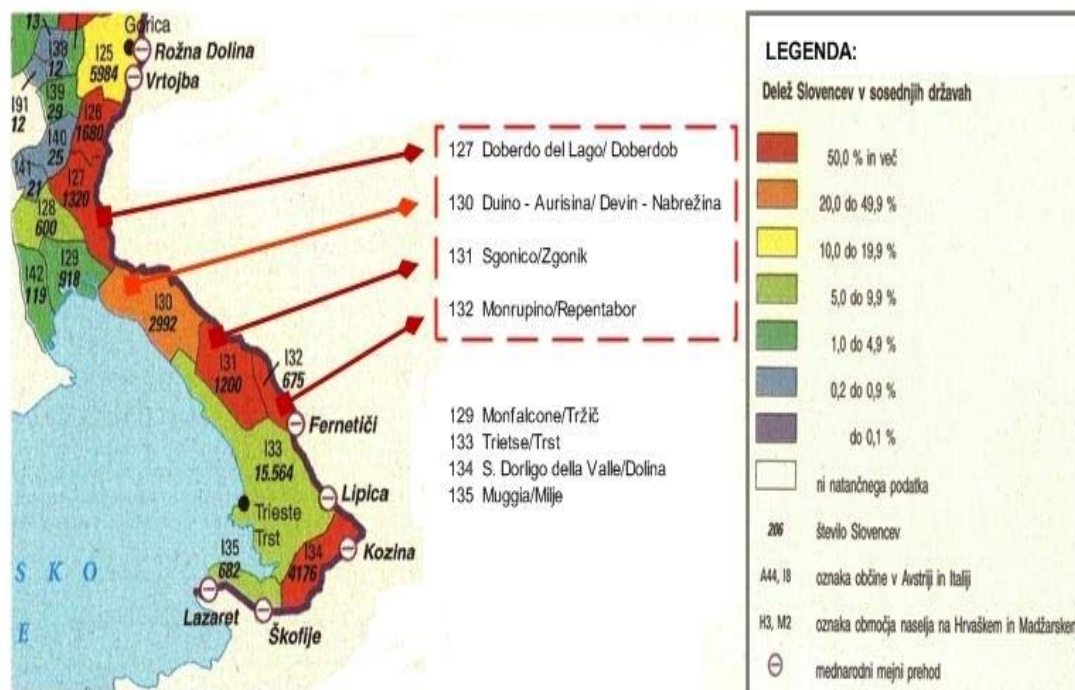 13
I38
12
I25
5984
Gorica
Rožna Dolina
Vrtojba
I91
12
I39
29
I26
1680
I40
25
I41
21
I27
1320
I28
600
I29
918
I42
119
I30
2992
I31
1200
I32
675
Fernetiči
I33
15.564
Lipica
Trieste
Trst
I35
682
I34
4176
Kozina
Lazaret
Škofije
S K O
E
127 Doberdo del Lago/ Doberdob
130 Duino - Aurisina/ Devin - Nabrežina
131 Sgonico/Zgonik
132 Monrupino/Repentabor
129 Monfalcone/Tržič
133 Trietse/Trst
134 S. Dorligo della Valle/Dolina
135 Muggia/Milje
LEGENDA:
Delež Slovencev v sosednjih državah
50,0 % in več
20,0 do 49,9 %
10,0 do 19,9 %
5,0 do 9,9 %
1,0 do 4,9 %
0,2 do 0,9 %
do 0,1 %
ni natančnega podatka
206 število Slovencev
A44, I8 oznaka občine v Avstriji in Italiji
H3, M2 oznaka območja naselja na Hrvaškem in Madžarskem
mednarodni mejni prehod